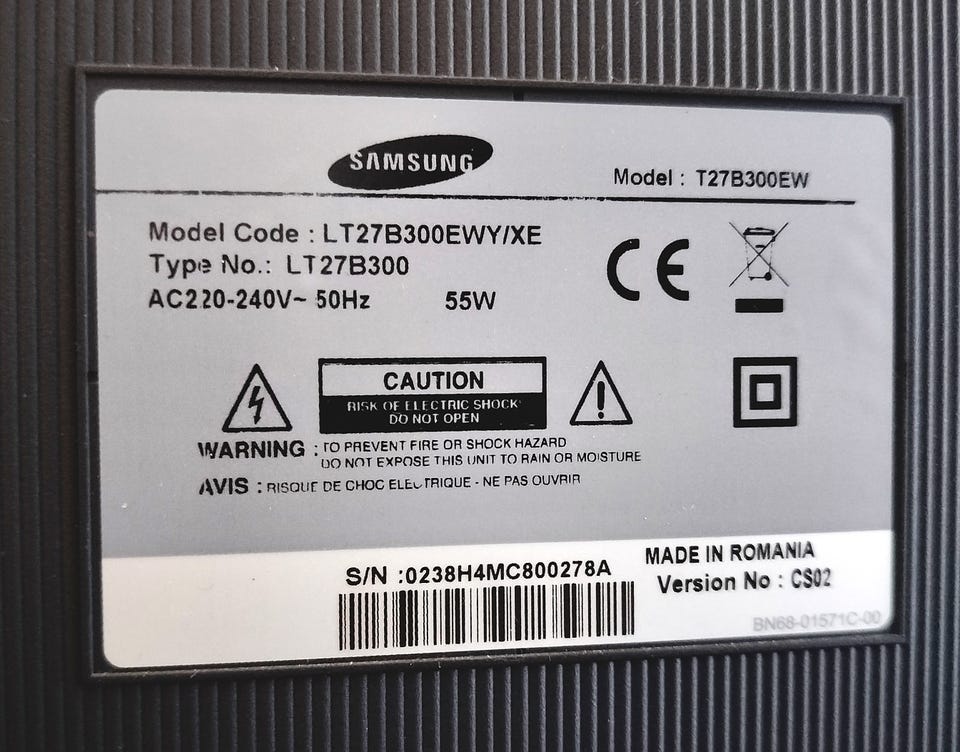 SAMSUNG
Model : T27B300EW
Model Code : LT27B300EWY/XE
Type No.: LT27B300
AC220-240V~ 50Hz 55W
CE
CAUTION
RISK OF ELECTRIC SHOCK
DO NOT OPEN
WARNING : TO PREVENT FIRE OR SHOCK HAZARD
DO NOT EXPOSE THIS UNIT TO RAIN OR MOISTURE
AVIS : RISQUE DE CHOC ELECTRIQUE - NE PAS OUVRIR
S/N :0238H4MC800278A
MADE IN ROMANIA
Version No : CS02
BN68-01571C-00